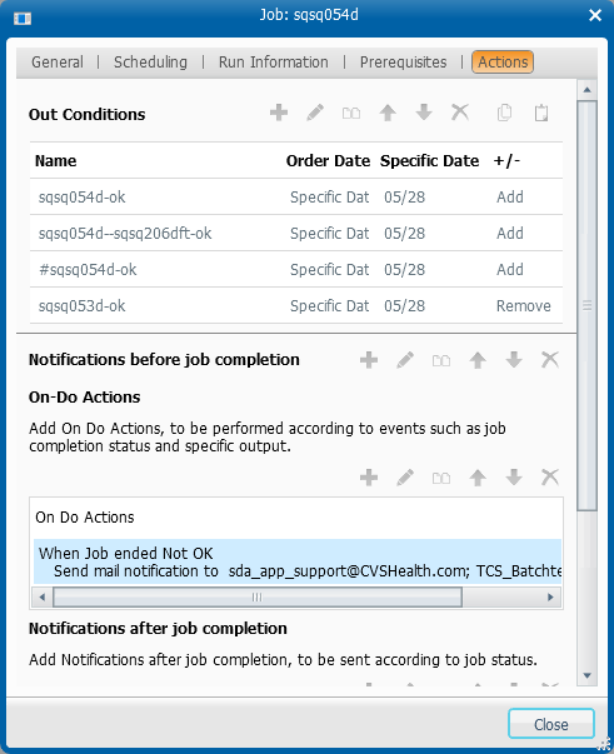 Job: sqsq054d
General | Scheduling | Run Information | Prerequisites | Actions
Out Conditions
Name Order Date Specific Date +/-
sqsq054d-ok Specific Dat 05/28 Add
sqsq054d--sqsq206dft-ok Specific Dat 05/28 Add
#sqsq054d-ok Specific Dat 05/28 Add
sqsq053d-ok Specific Dat 05/28 Remove
Notifications before job completion
On-Do Actions
Add On Do Actions, to be performed according to events such as job
completion status and specific output.
On Do Actions
When Job ended Not OK
Send mail notification to sda_app_support@CVSHealth.com; TCS_Batchte
Notifications after job completion
Add Notifications after job completion, to be sent according to job status.
Close